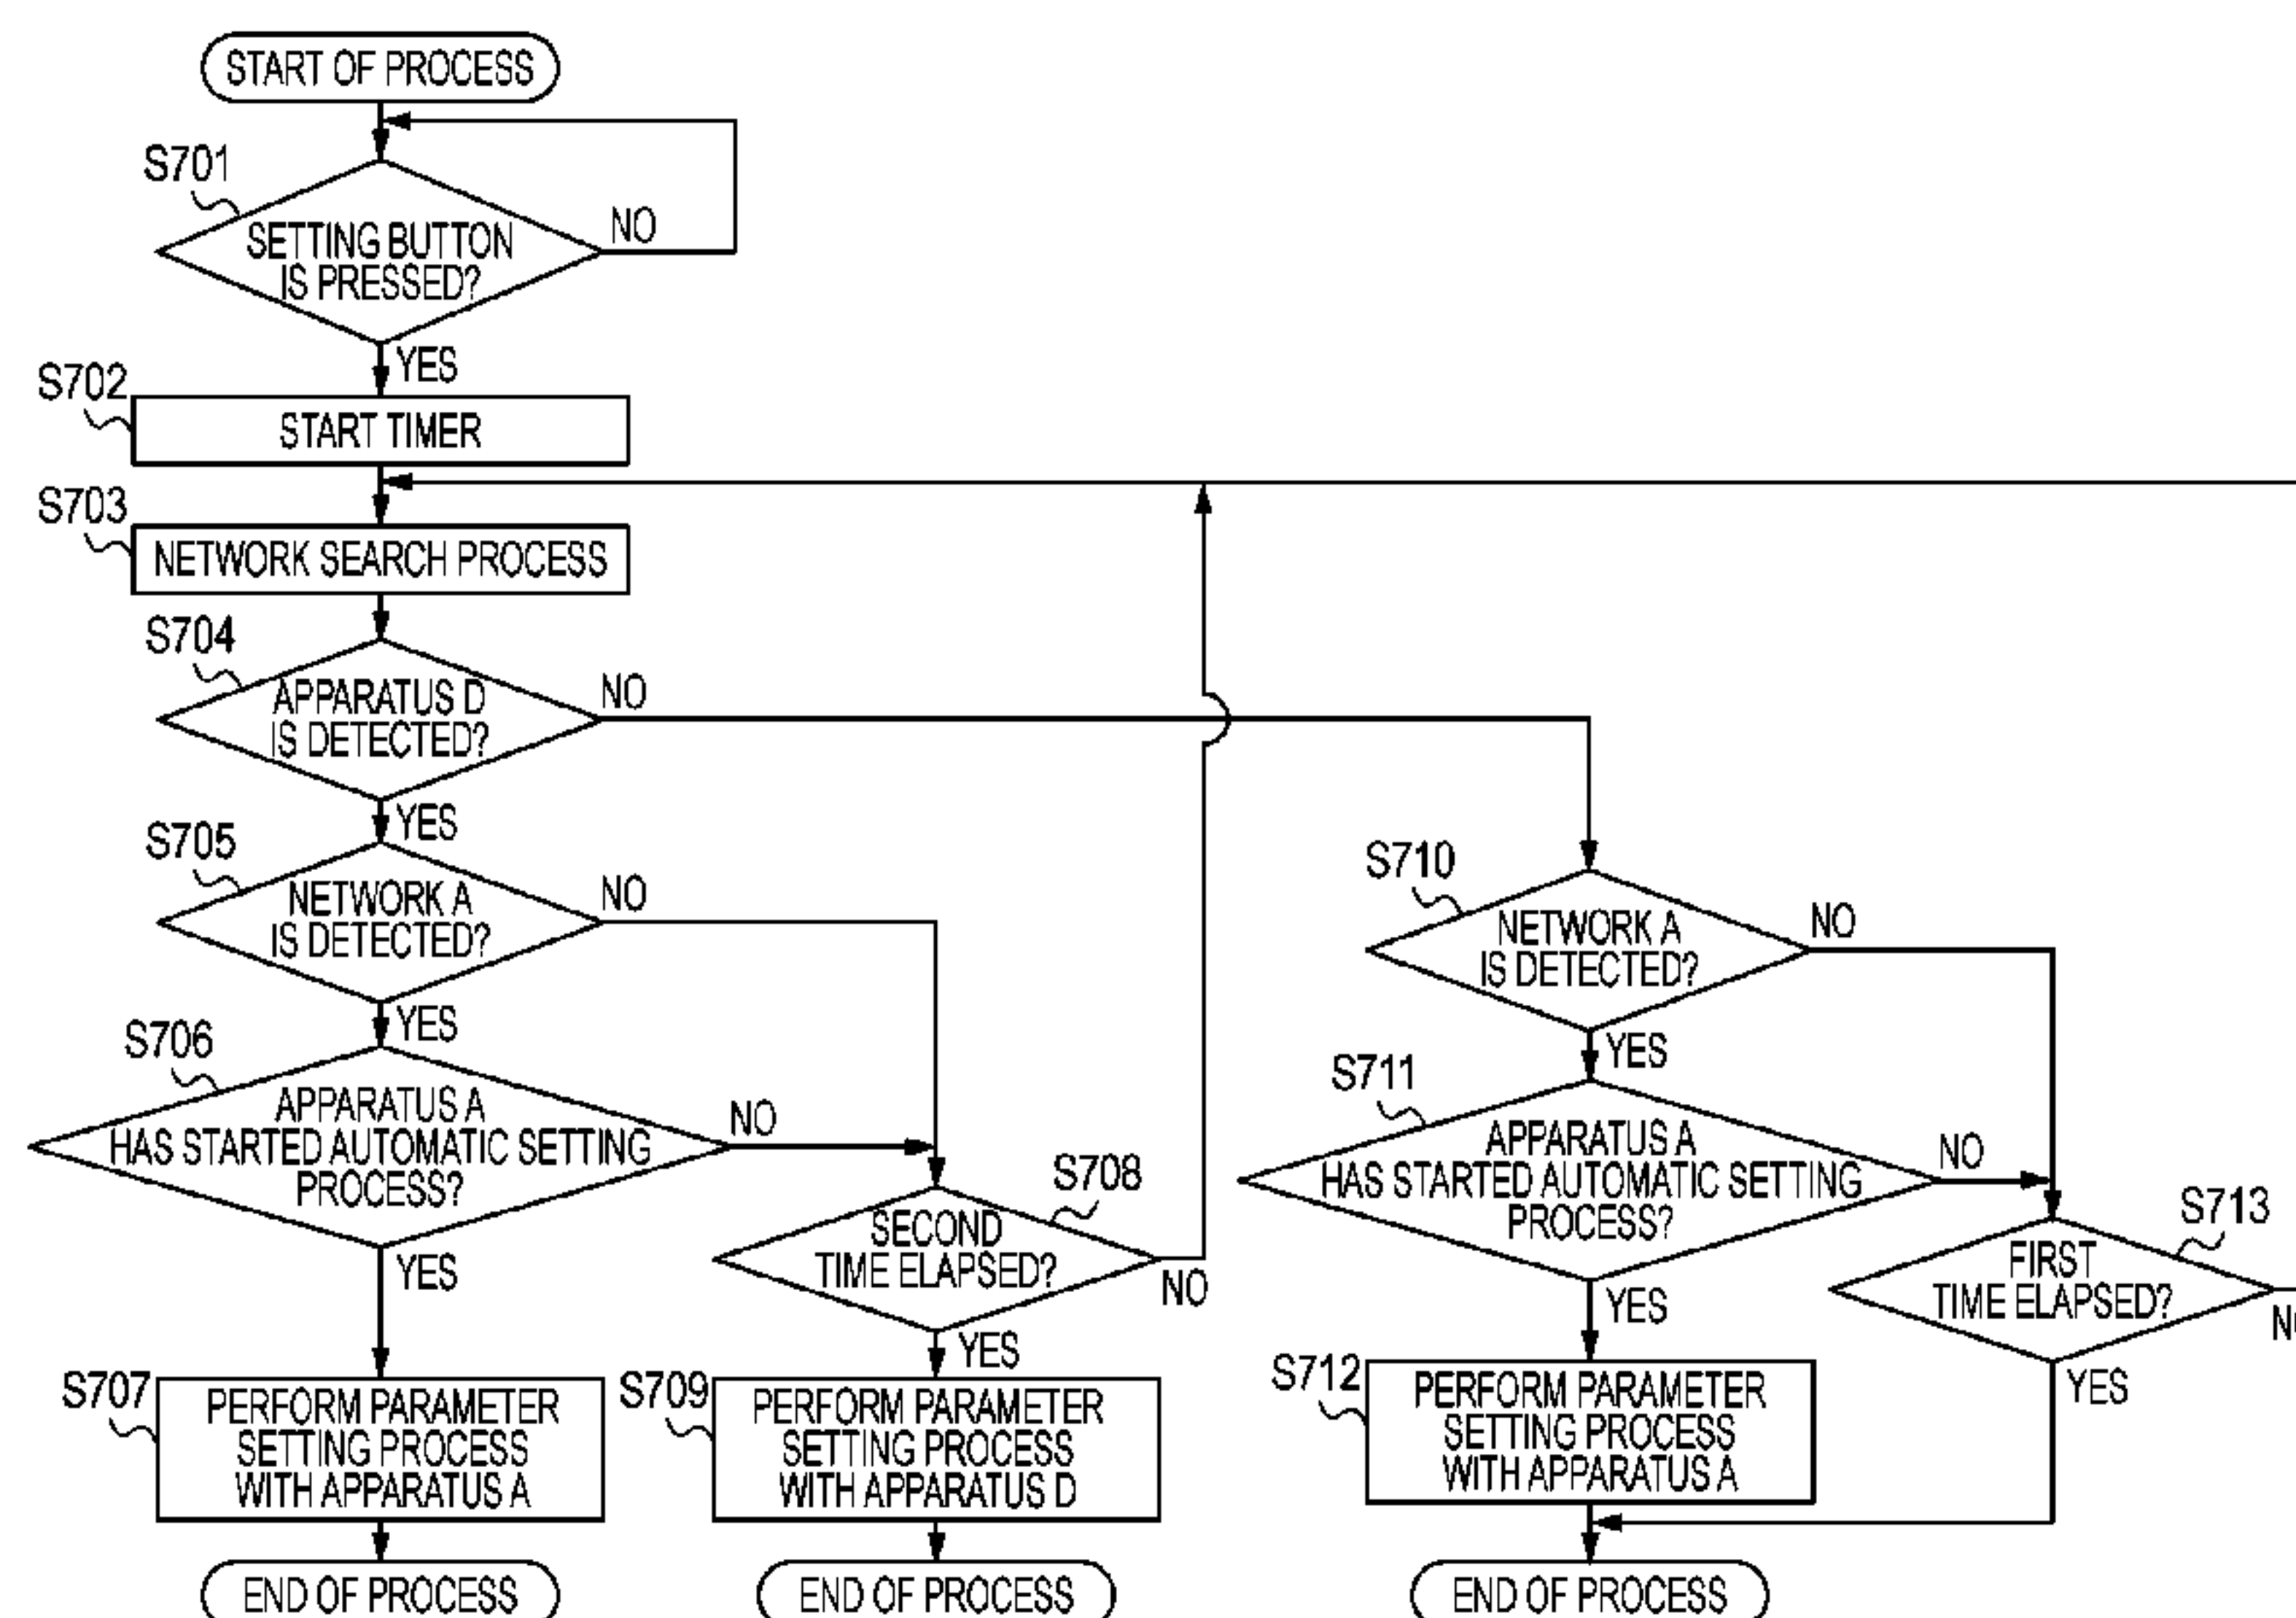 START OF PROCESS
S701
SETTING BUTTON
IS PRESSED?
NO
YES
S702
START TIMER
S703
NETWORK SEARCH PROCESS
S704
APPARATUS D
IS DETECTED?
NO
YES
S705
NETWORK A
IS DETECTED?
NO
YES
S706
APPARATUS A
HAS STARTED AUTOMATIC SETTING
PROCESS?
NO
YES
S707
PERFORM PARAMETER
SETTING PROCESS
WITH APPARATUS A
END OF PROCESS
S708
SECOND
TIME ELAPSED?
NO
YES
S709
PERFORM PARAMETER
SETTING PROCESS
WITH APPARATUS D
END OF PROCESS
S710
NETWORK A
IS DETECTED?
NO
YES
S711
APPARATUS A
HAS STARTED AUTOMATIC SETTING
PROCESS?
NO
YES
S712
PERFORM PARAMETER
SETTING PROCESS
WITH APPARATUS A
S713
FIRST
TIME ELAPSED?
NO
YES
END OF PROCESS